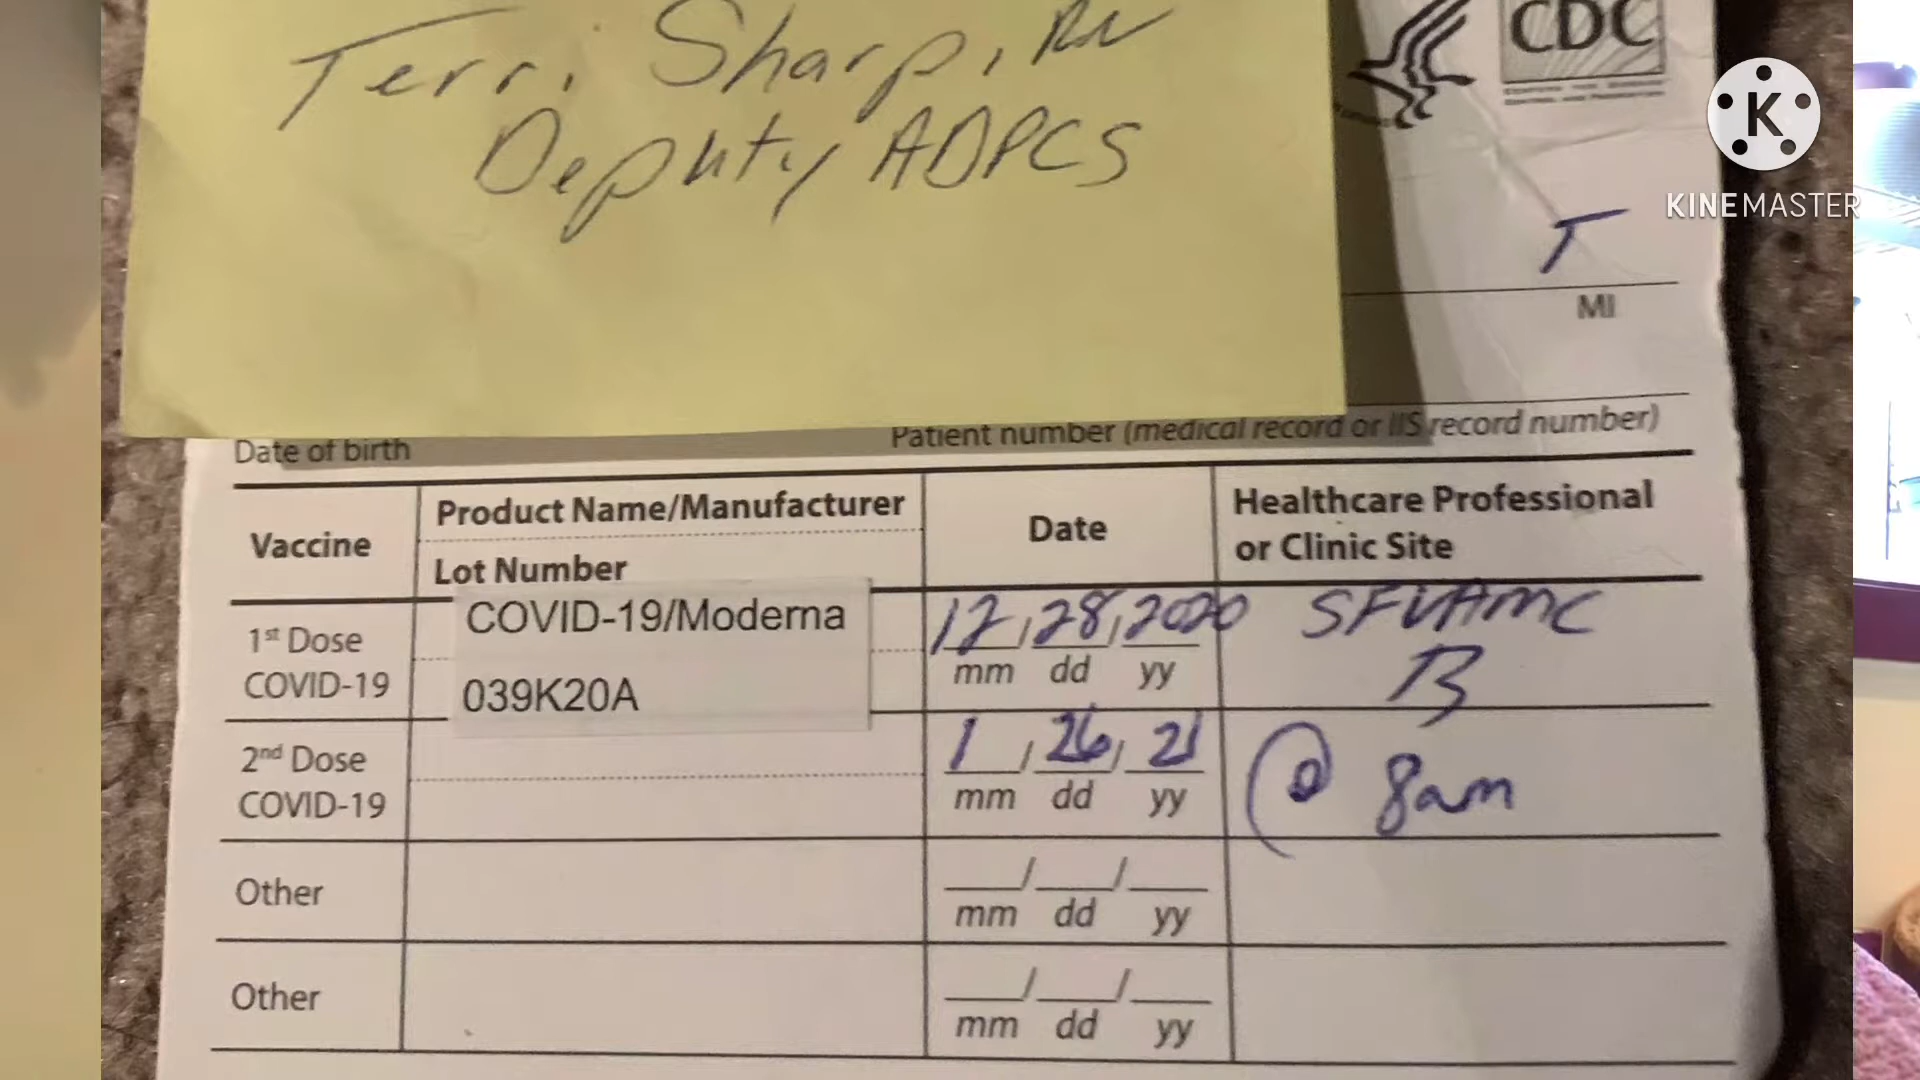 Terri Sharp, RN
Deputy ADPCS
CDC
K
KINEMASTER
T
MI
Date of birth
Patient number (medical record or IIS record number)
Vaccine
Product Name/Manufacturer
Lot Number
Date
Healthcare Professional
or Clinic Site
1st Dose
COVID-19
COVID-19/Moderna
039K20A
12/28/2020
mm dd yy
SFVAMC
B
2nd Dose
COVID-19
1/26/21
mm dd yy
@ 8am
Other
mm dd yy
Other
mm dd yy